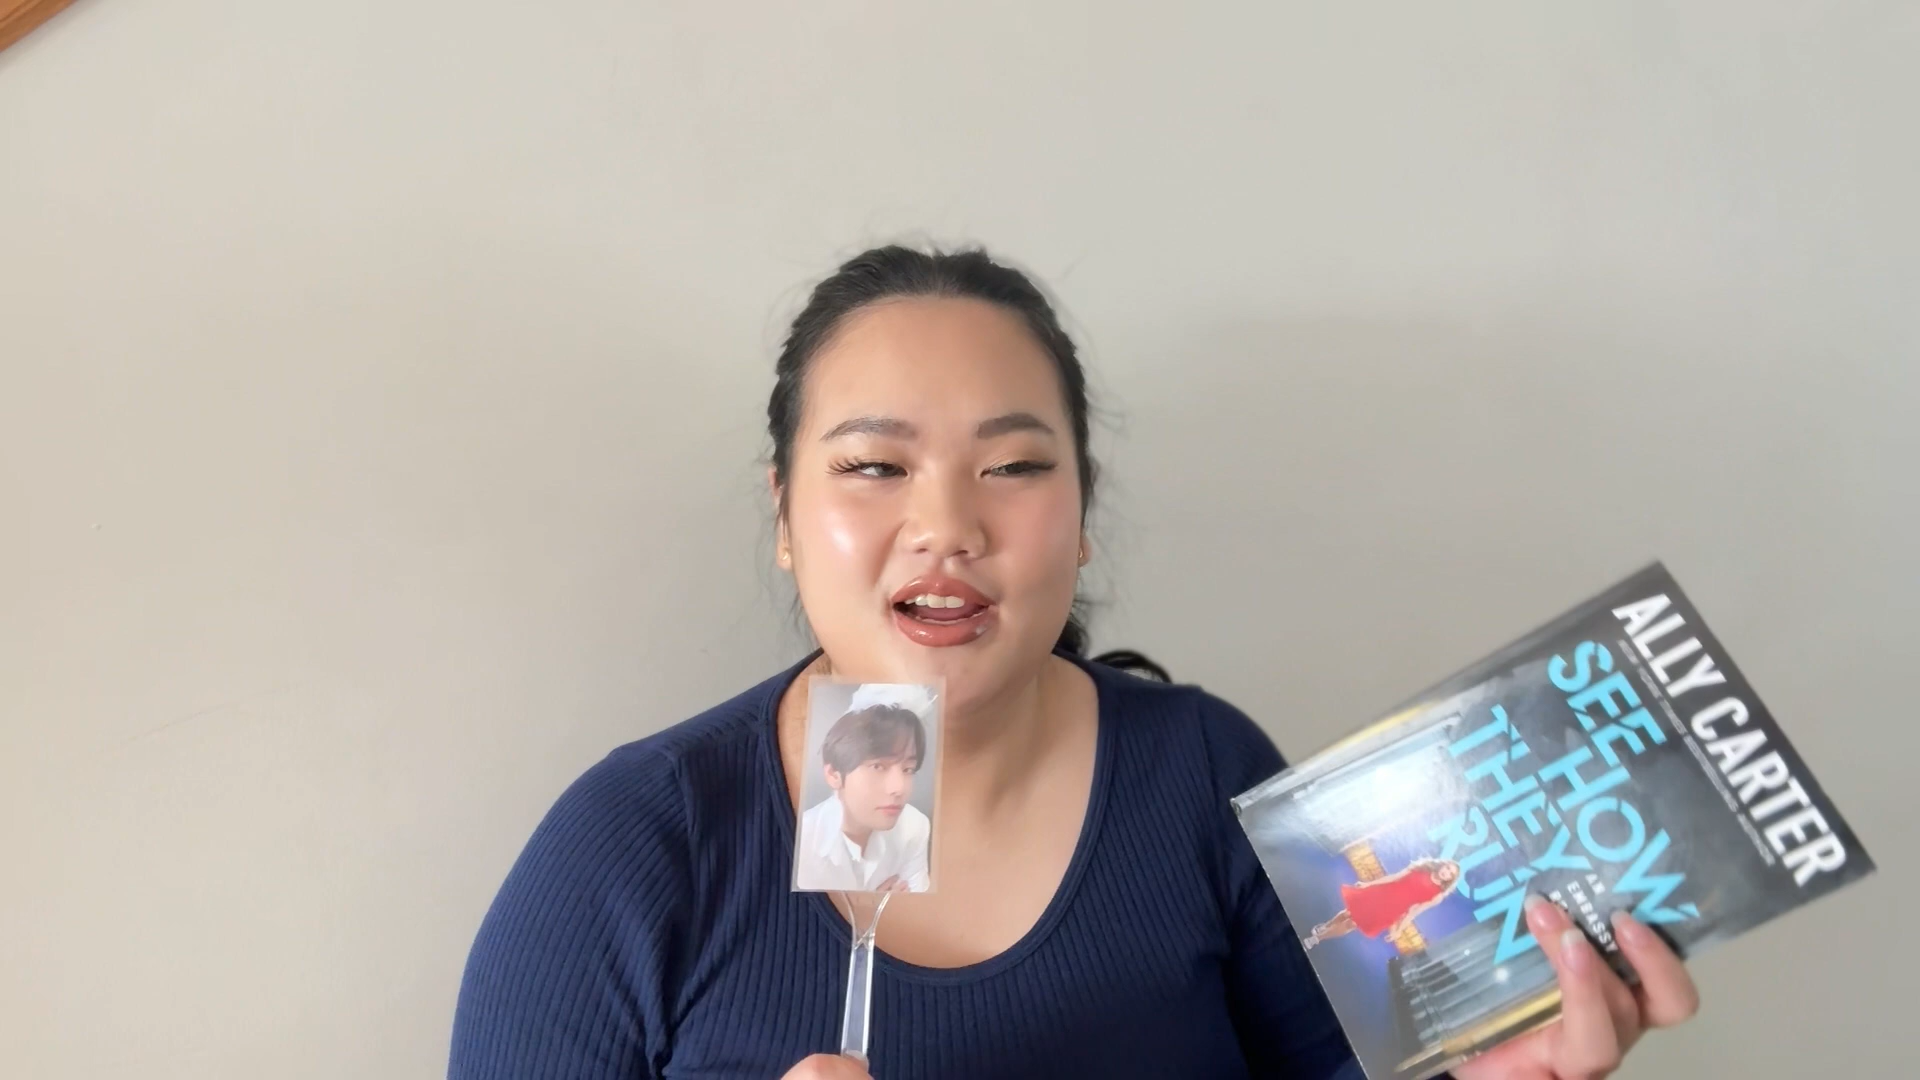 ALLY CARTER
SEE HOW
THEY
RUN
AN
EMBASSY